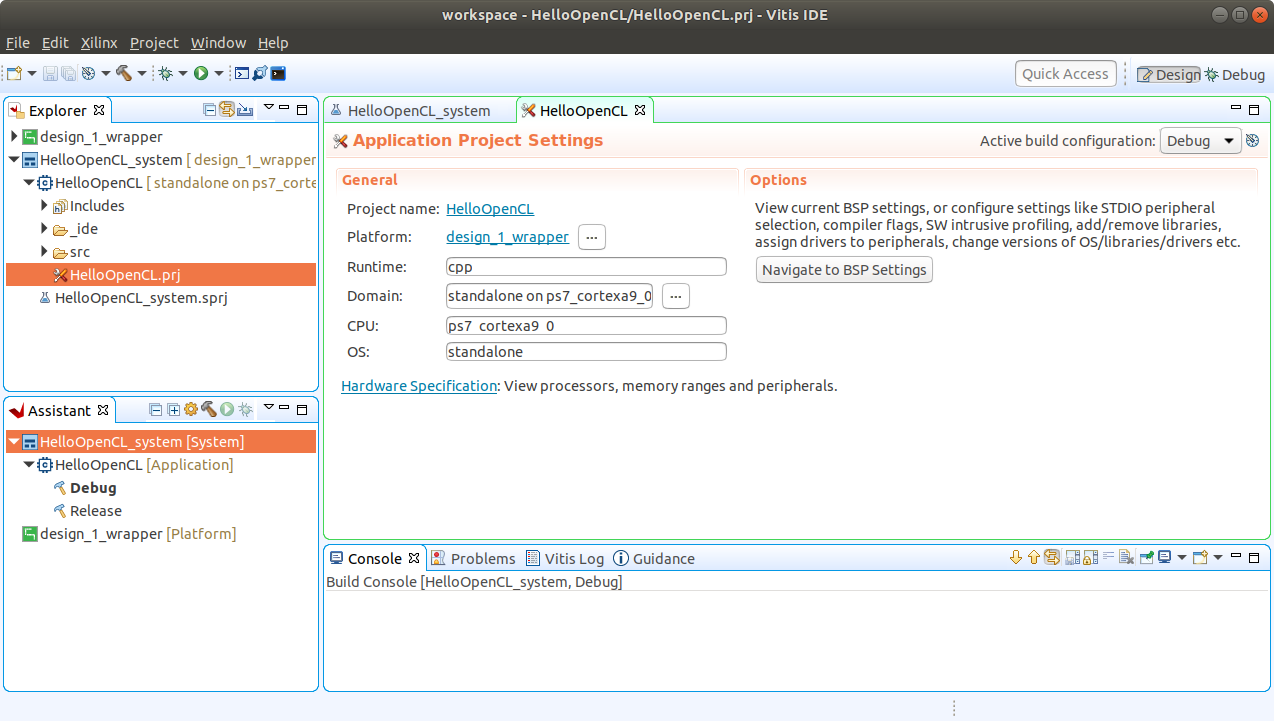 workspace - HelloOpenCL/HelloOpenCL.prj - Vitis IDE
File Edit Xilinx Project Window Help
Quick Access Design Debug
Explorer
design_1_wrapper
HelloOpenCL_system [ design_1_wrapper
HelloOpenCL [ standalone on ps7_corte
Includes
_ide
src
HelloOpenCL.prj
HelloOpenCL_system.sprj
Assistant
HelloOpenCL_system [System]
HelloOpenCL [Application]
Debug
Release
design_1_wrapper [Platform]
HelloOpenCL_system HelloOpenCL
Application Project Settings Active build configuration: Debug
General
Project name: HelloOpenCL
Platform: design_1_wrapper ...
Runtime: cpp
Domain: standalone on ps7_cortexa9_0 ...
CPU: ps7_cortexa9_0
OS: standalone
Hardware Specification: View processors, memory ranges and peripherals.
Options
View current BSP settings, or configure settings like STDIO peripheral
selection, compiler flags, SW intrusive profiling, add/remove libraries,
assign drivers to peripherals, change versions of OS/libraries/drivers etc.
Navigate to BSP Settings
Console Problems Vitis Log Guidance
Build Console [HelloOpenCL_system, Debug]